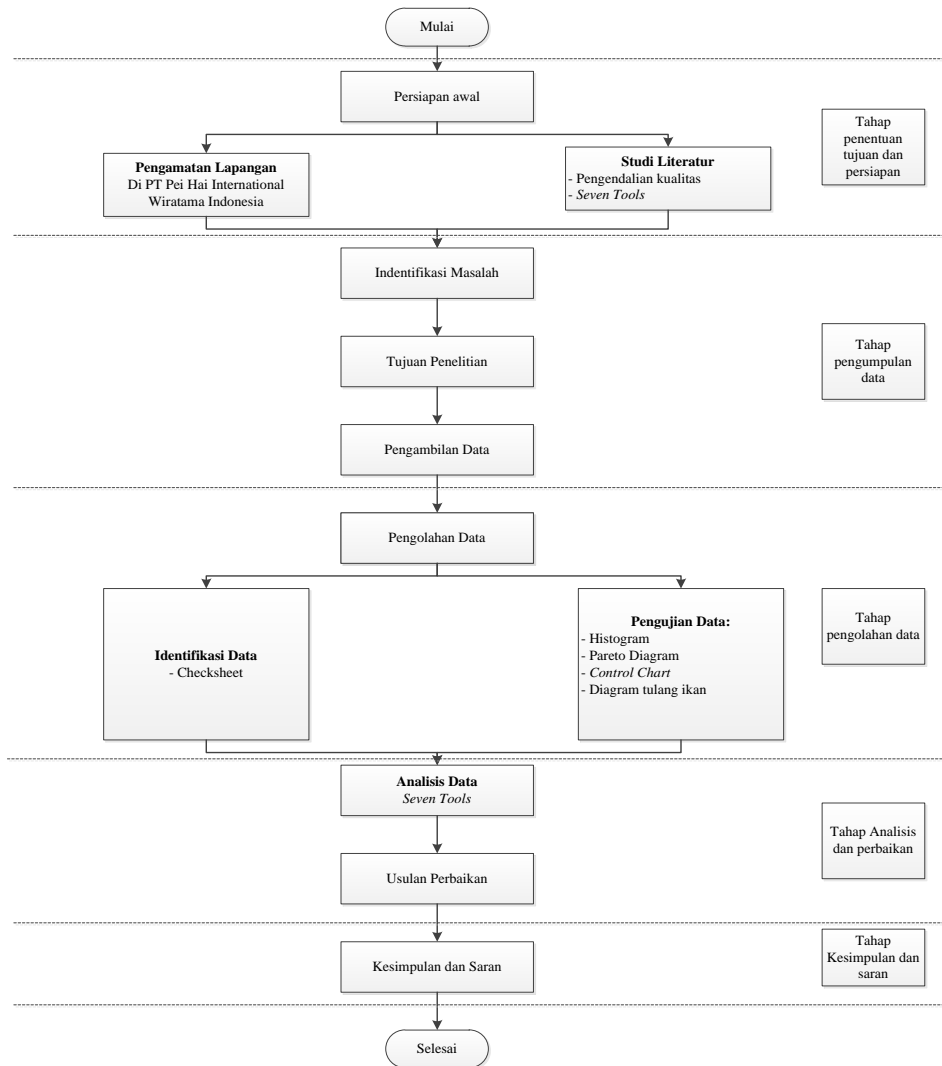 Mulai
Persiapan awal
Tahap
penentuan
tujuan dan
persiapan
Pengamatan Lapangan
Di PT Pei Hai International
Wiratama Indonesia
Studi Literatur
- Pengendalian kualitas
- Seven Tools
Indentifikasi Masalah
Tujuan Penelitian
Tahap
pengumpulan
data
Pengambilan Data
Pengolahan Data
Identifikasi Data
- Checksheet
Pengujian Data:
- Histogram
- Pareto Diagram
- Control Chart
- Diagram tulang ikan
Tahap
pengolahan data
Analisis Data
Seven Tools
Usulan Perbaikan
Tahap Analisis
dan perbaikan
Kesimpulan dan Saran
Tahap
Kesimpulan dan
saran
Selesai